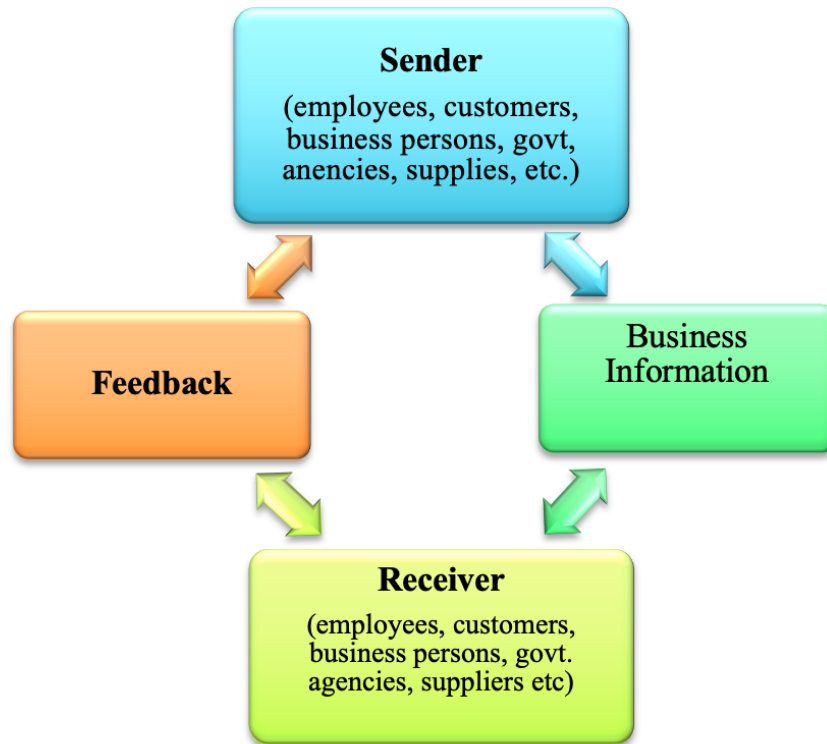 Sender
(employees, customers,
business persons, govt,
anencies, supplies, etc.)
Feedback
Business
Information
Receiver
(employees, customers,
business persons, govt.
agencies, suppliers etc)